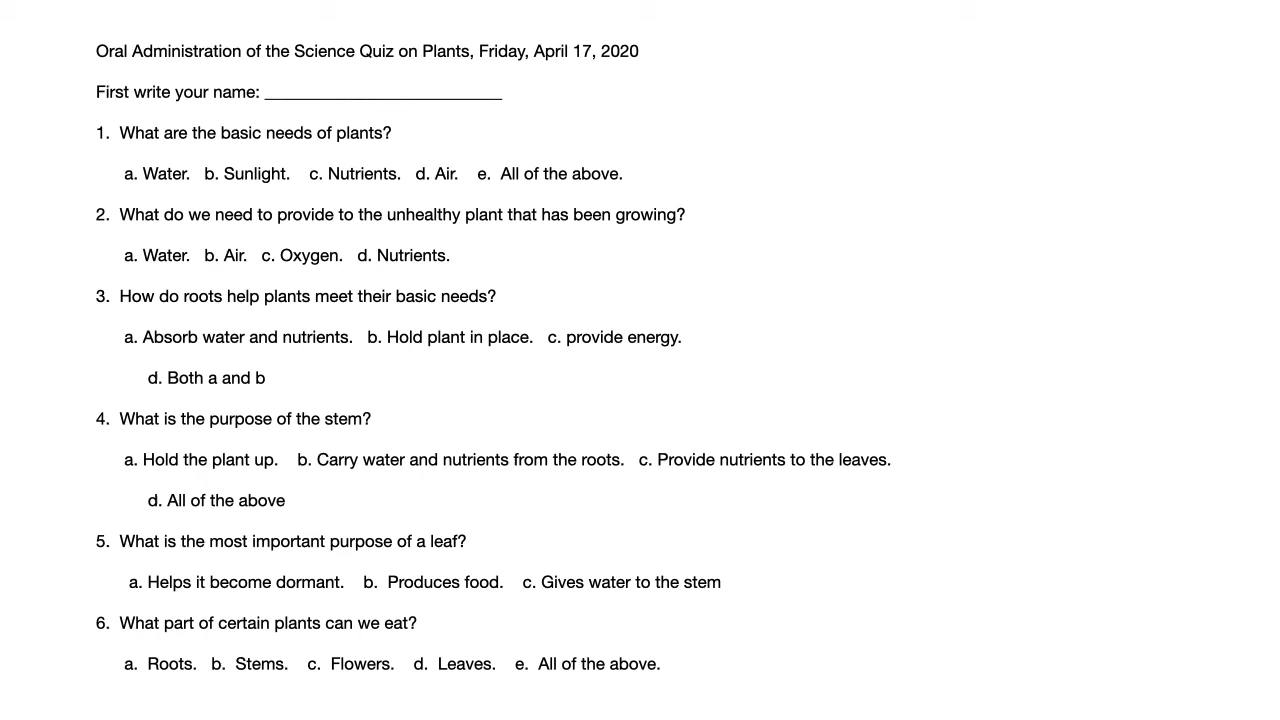 Oral Administration of the Science Quiz on Plants, Friday, April 17, 2020
First write your name: _________________________
1. What are the basic needs of plants?
a. Water. b. Sunlight. c. Nutrients. d. Air. e. All of the above.
2. What do we need to provide to the unhealthy plant that has been growing?
a. Water. b. Air. c. Oxygen. d. Nutrients.
3. How do roots help plants meet their basic needs?
a. Absorb water and nutrients. b. Hold plant in place. c. provide energy.
d. Both a and b
4. What is the purpose of the stem?
a. Hold the plant up. b. Carry water and nutrients from the roots. c. Provide nutrients to the leaves.
d. All of the above
5. What is the most important purpose of a leaf?
a. Helps it become dormant. b. Produces food. c. Gives water to the stem
6. What part of certain plants can we eat?
a. Roots. b. Stems. c. Flowers. d. Leaves. e. All of the above.